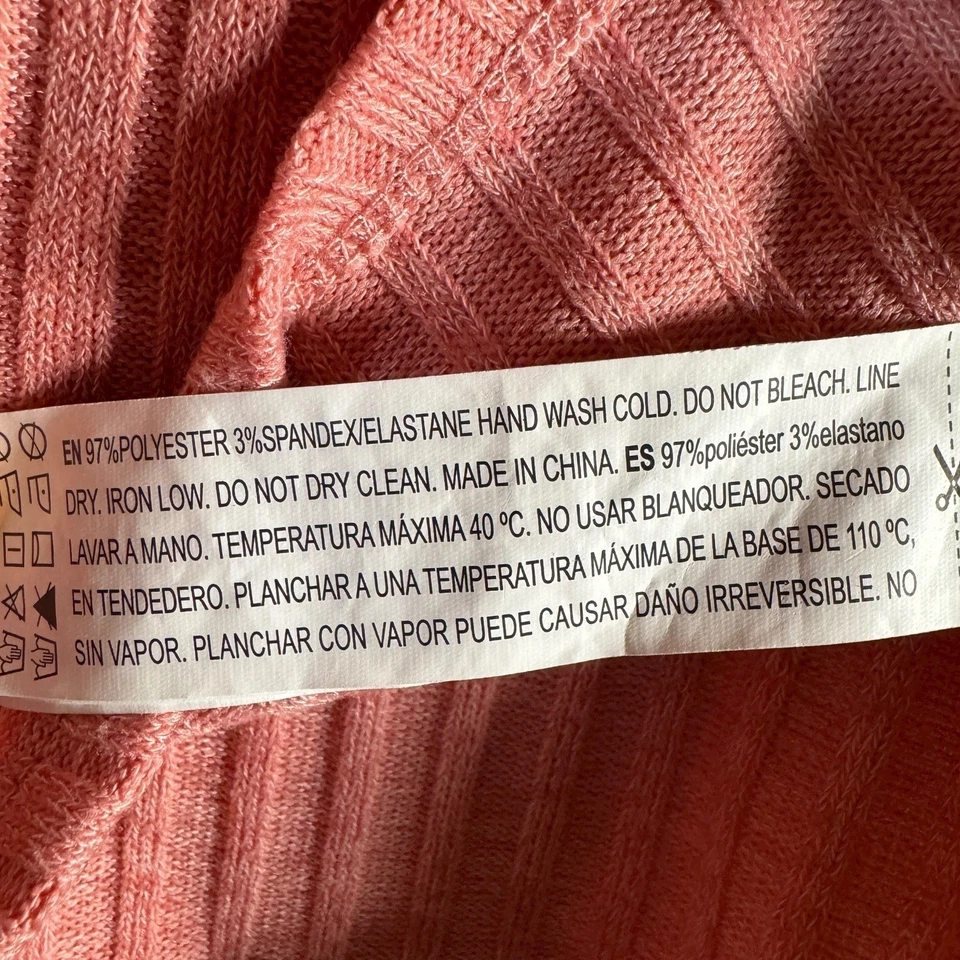 EN 97%POLYESTER 3%SPANDEX/ELASTANE HAND WASH COLD. DO NOT BLEACH. LINE
DRY. IRON LOW. DO NOT DRY CLEAN. MADE IN CHINA. ES 97%poliéster 3%elastano
LAVAR A MANO. TEMPERATURA MÁXIMA 40 ºC. NO USAR BLANQUEADOR. SECADO
EN TENDEDERO. PLANCHAR A UNA TEMPERATURA MÁXIMA DE LA BASE DE 110 ºC,
SIN VAPOR. PLANCHAR CON VAPOR PUEDE CAUSAR DAÑO IRREVERSIBLE. NO